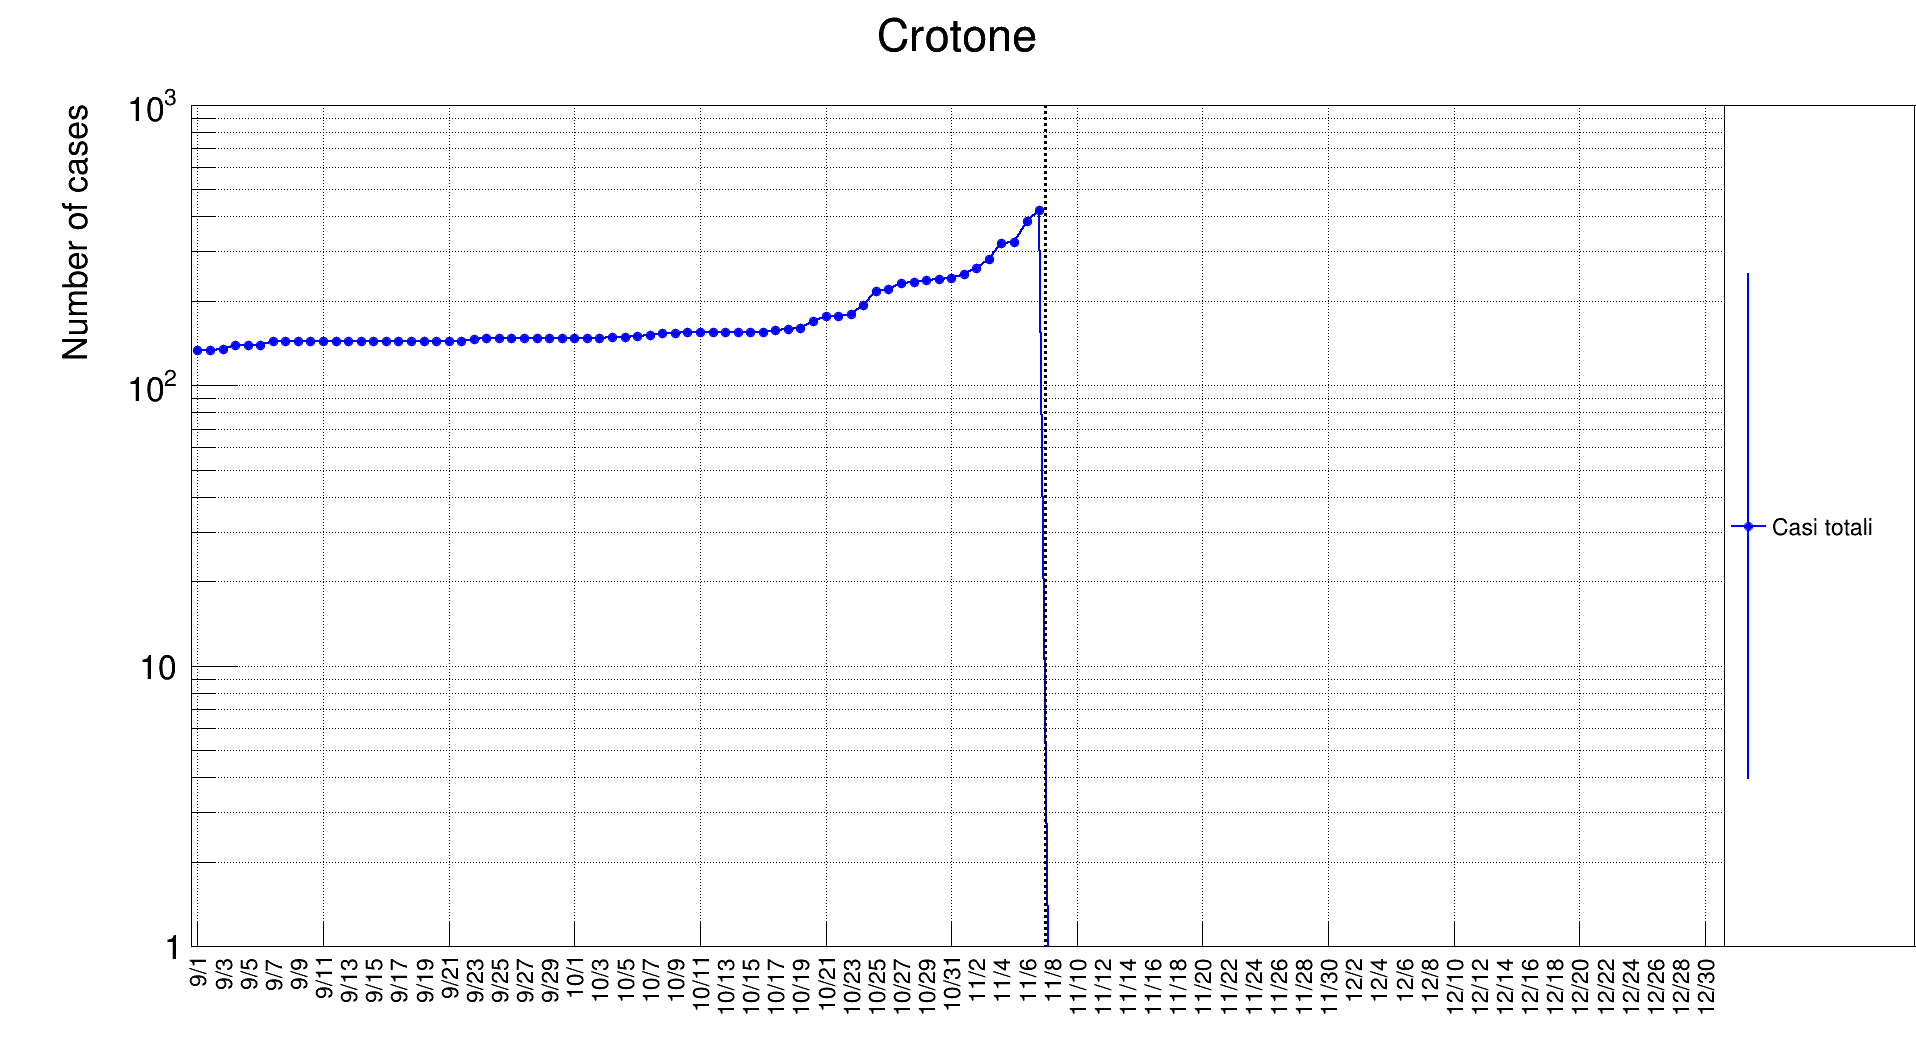 Crotone
Number of cases
10³
10²
10
1
9/1 9/3 9/5 9/7 9/9 9/11 9/13 9/15 9/17 9/19 9/21 9/23 9/25 9/27 9/29 10/1 10/3 10/5 10/7 10/9 10/11 10/13 10/15 10/17 10/19 10/21 10/23 10/25 10/27 10/29 10/31 11/2 11/4 11/6 11/8 11/10 11/12 11/14 11/16 11/18 11/20 11/22 11/24 11/26 11/28 11/30 12/2 12/4 12/6 12/8 12/10 12/12 12/14 12/16 12/18 12/20 12/22 12/24 12/26 12/28 12/30
Casi totali